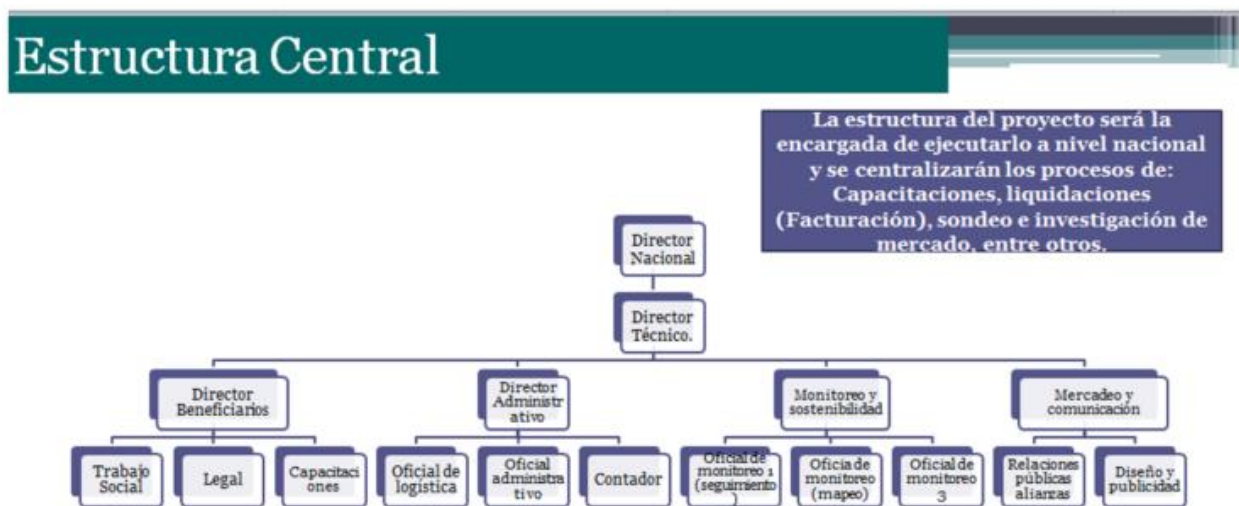 Estructura Central
La estructura del proyecto será la
encargada de ejecutarlo a nivel nacional
y se centralizarán los procesos de:
Capacitaciones, liquidaciones
(Facturación), sondeo e investigación de
mercado, entre otros.
Director
Nacional
Director
Técnico.
Director
Beneficiarios
Director
Administr
ativo
Monitoreo y
sostenibilidad
Mercadeo y
comunicación
Trabajo
Social
Legal
Capacitaci
ones
Oficial de
logística
Oficial
administra
tivo
Contador
Oficial de
monitoreo 1
(seguimiento
)
Oficia de
monitoreo
(mapeo)
Oficial de
monitoreo
3
Relaciones
públicas
alianzas
Diseño y
publicidad